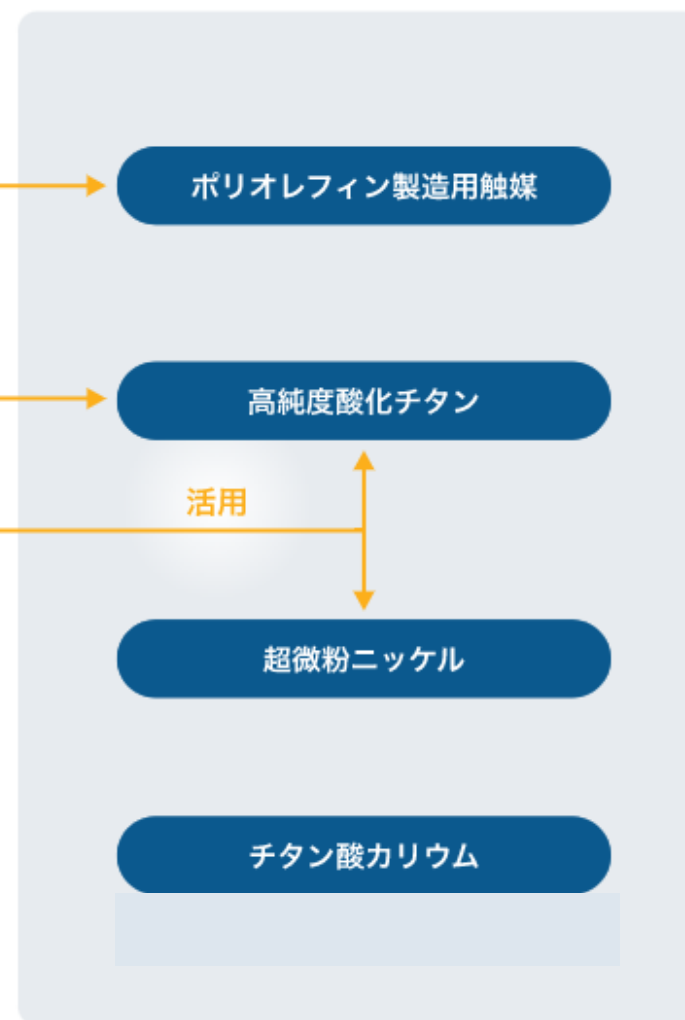 ポリオレフィン製造用触媒
高純度酸化チタン
活用
超微粉ニッケル
チタン酸カリウム